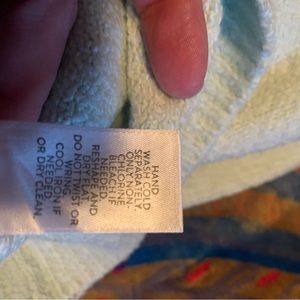 HAND
WASH COLD
SEPARATELY.
ONLY NON-
CHLORINE
BLEACH IF
NEEDED.
RESHAPE AND
DRY FLAT.
DO NOT TWIST OR
WRING.
COOL IRON IF
NEEDED.
OR DRY CLEAN.